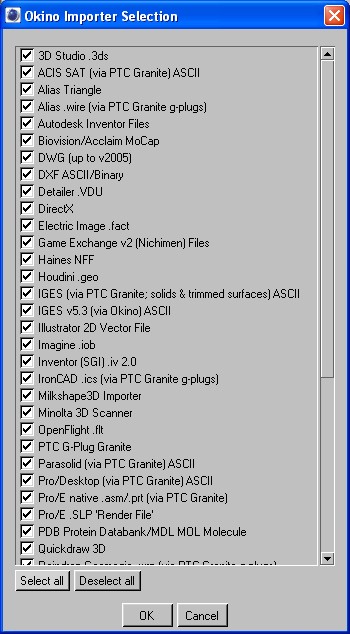 Okino Importer Selection
3D Studio .3ds
ACIS SAT (via PTC Granite) ASCII
Alias Triangle
Alias .wire (via PTC Granite g-plugs)
Autodesk Inventor Files
Biovision/Acclaim MoCap
DWG (up to v2005)
DXF ASCII/Binary
Detailer .VDU
DirectX
Electric Image .fact
Game Exchange v2 (Nichimen) Files
Haines NFF
Houdini .geo
IGES (via PTC Granite; solids & trimmed surfaces) ASCII
IGES v5.3 (via Okino) ASCII
Illustrator 2D Vector File
Imagine .iob
Inventor (SGI) .iv 2.0
IronCAD .ics (via PTC Granite g-plugs)
Milkshape3D Importer
Minolta 3D Scanner
OpenFlight .flt
PTC G-Plug Granite
Parasolid (via PTC Granite) ASCII
Pro/Desktop (via PTC Granite) ASCII
Pro/E native .asm/.prt (via PTC Granite)
Pro/E .SLP 'Render File'
PDB Protein Databank/MDL MOL Molecule
Quickdraw 3D
Select all
Deselect all
OK
Cancel